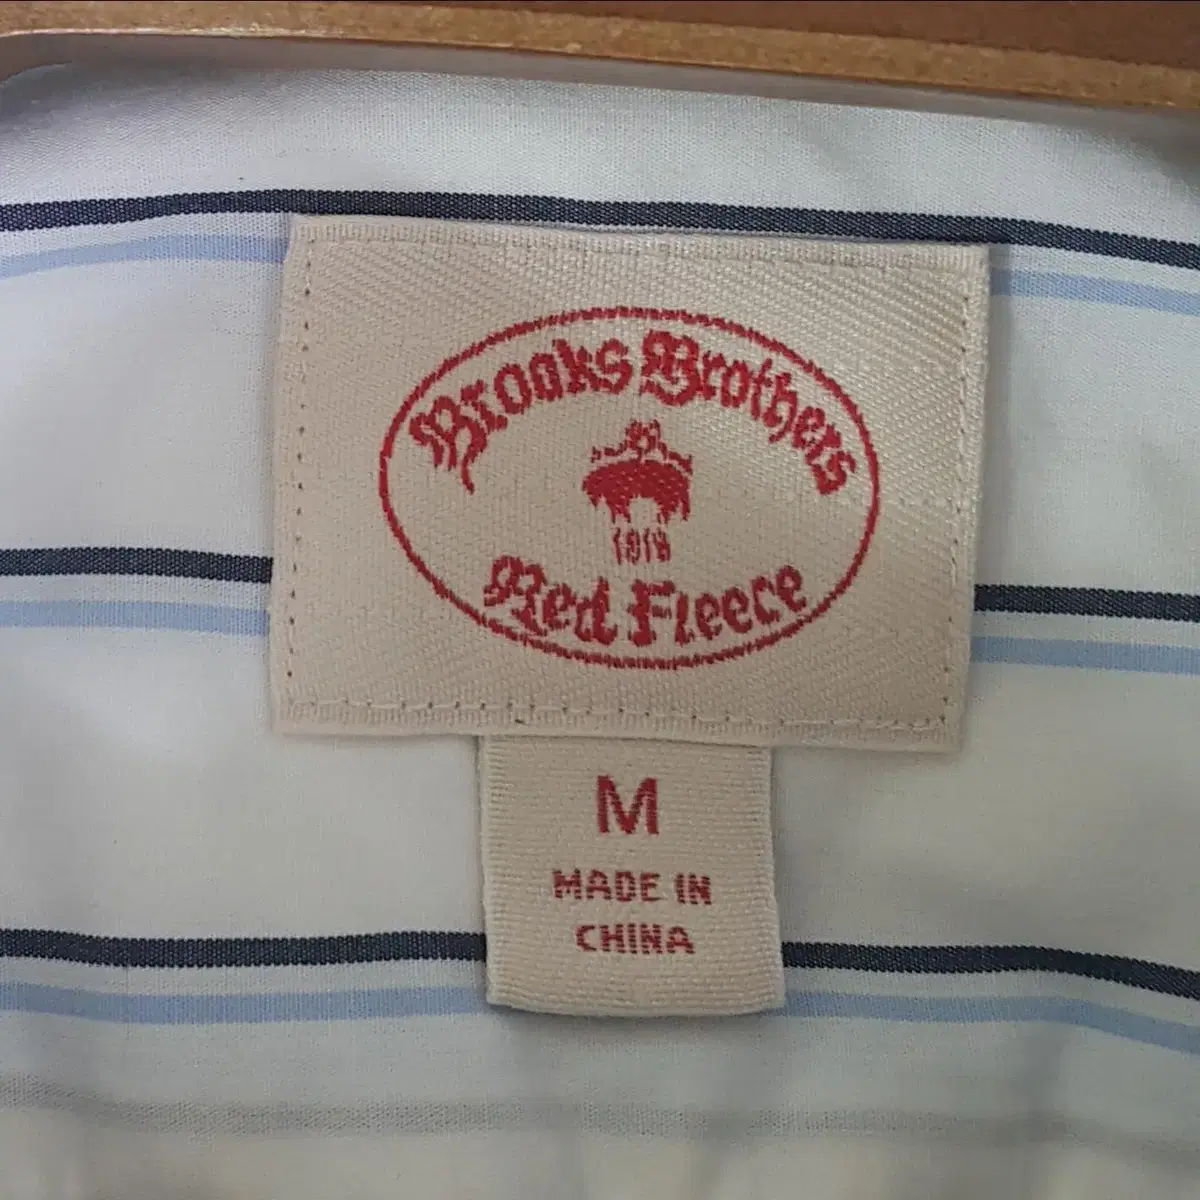 Brooks Brothers
1818
Red Fleece
M
MADE IN
CHINA